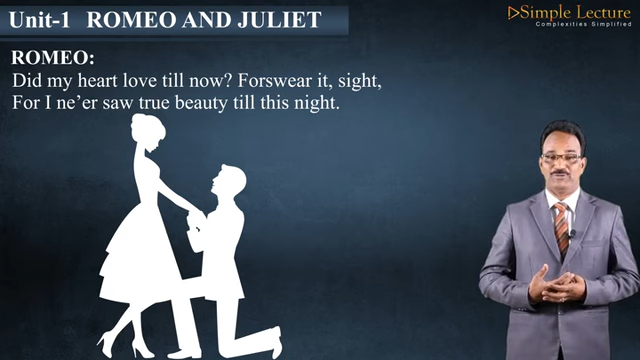 Unit-1 ROMEO AND JULIET
Simple Lecture
Complexities Simplified
ROMEO:
Did my heart love till now? Forswear it, sight,
For I ne’er saw true beauty till this night.